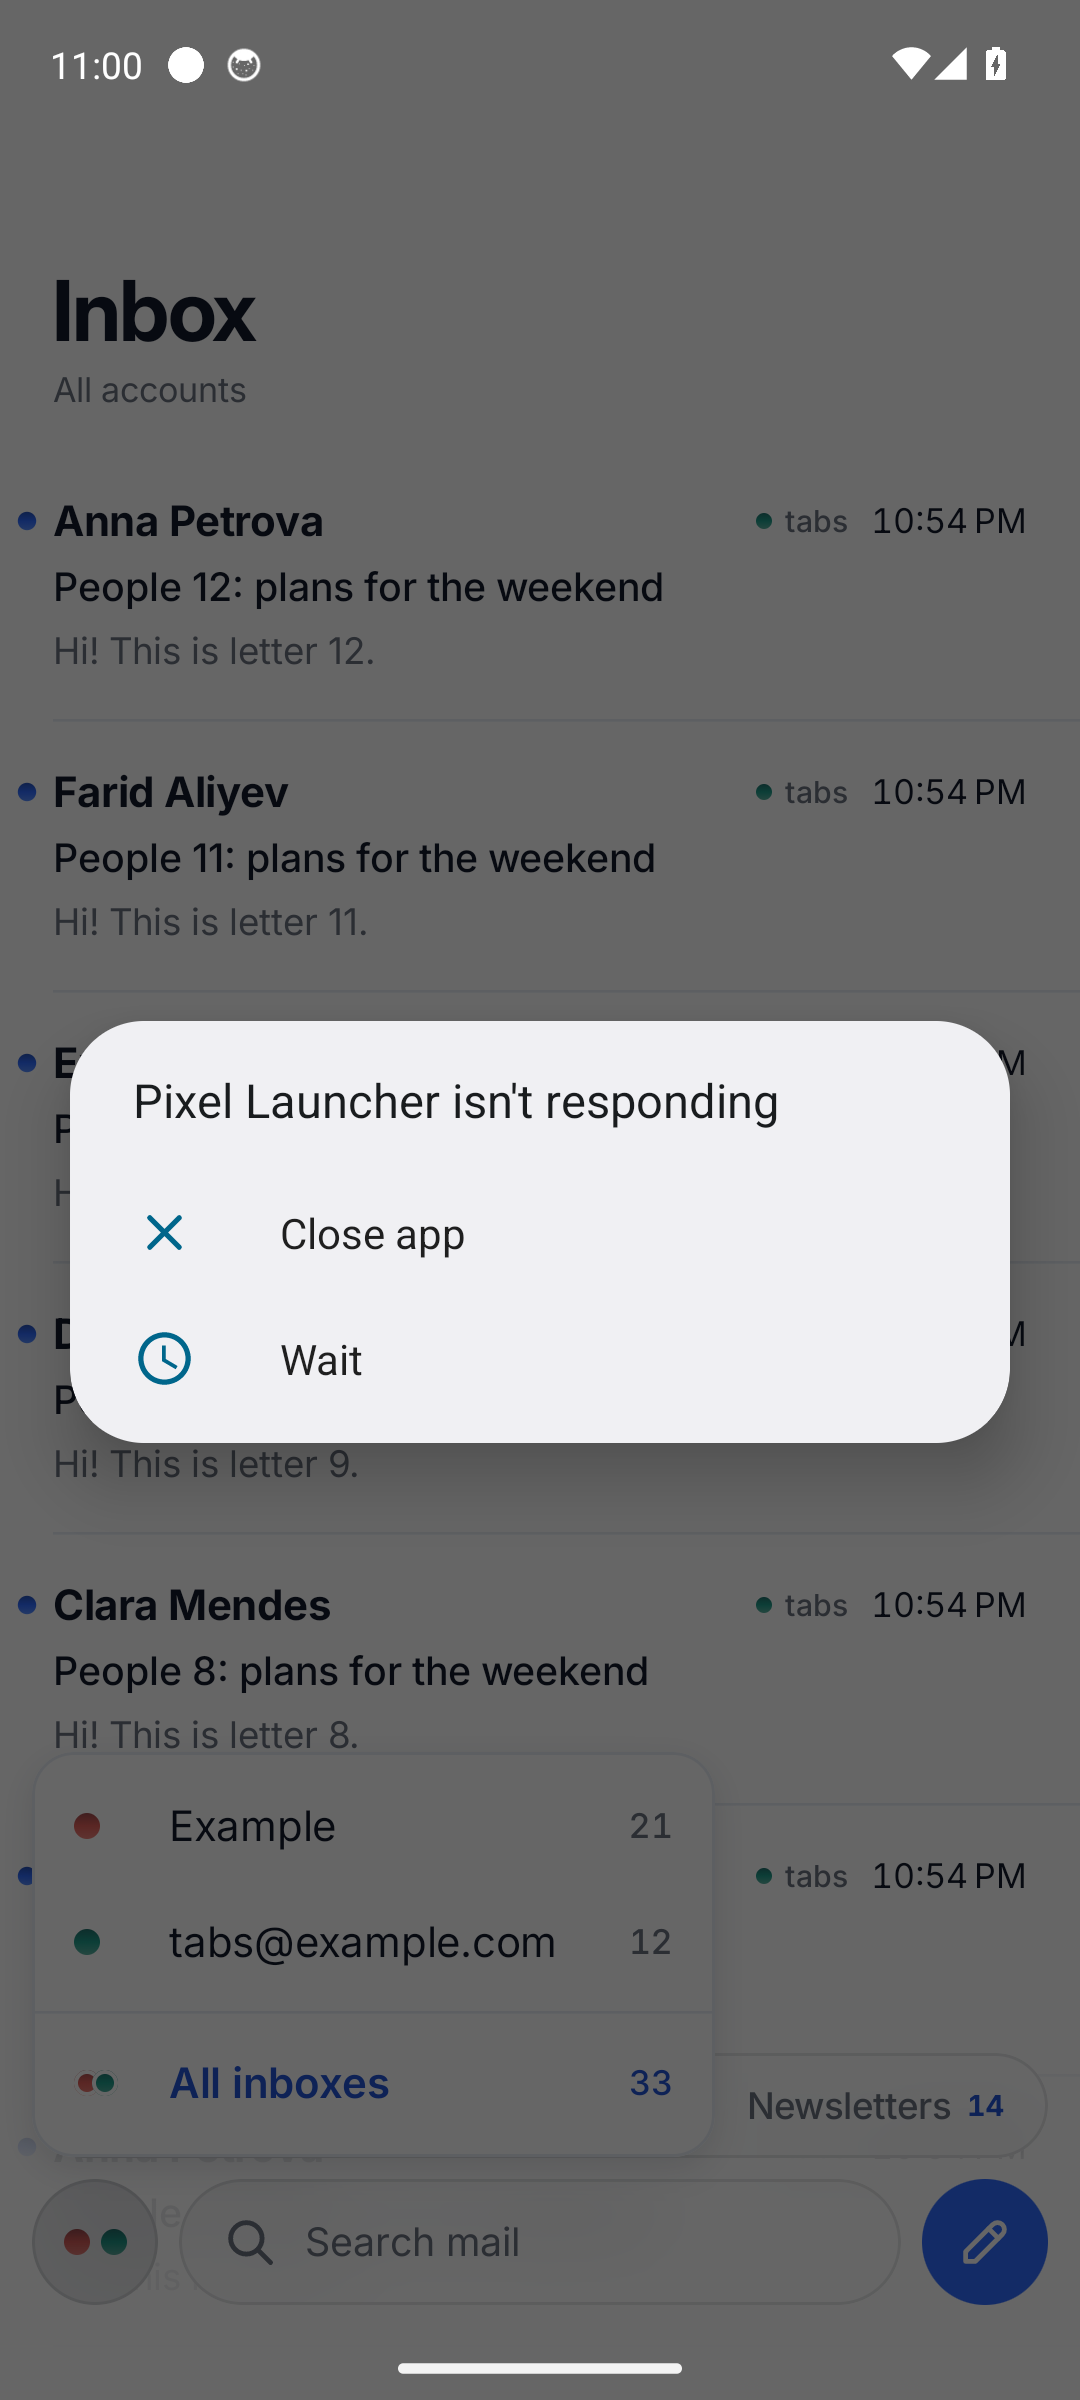 11:00
Inbox
All accounts
Anna Petrova tabs 10:54 PM
People 12: plans for the weekend
Hi! This is letter 12.
Farid Aliyev tabs 10:54 PM
People 11: plans for the weekend
Hi! This is letter 11.
Pixel Launcher isn't responding
Close app
Wait
Hi! This is letter 9.
Clara Mendes tabs 10:54 PM
People 8: plans for the weekend
Hi! This is letter 8.
Example 21
tabs 10:54 PM
tabs@example.com 12
All inboxes 33
Newsletters 14
Search mail